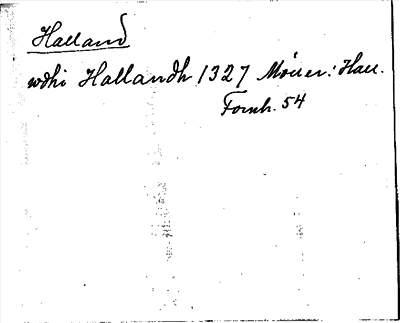 Halland
wdhi Hallandh 1327 Möller: Hall.
Fornh. 54